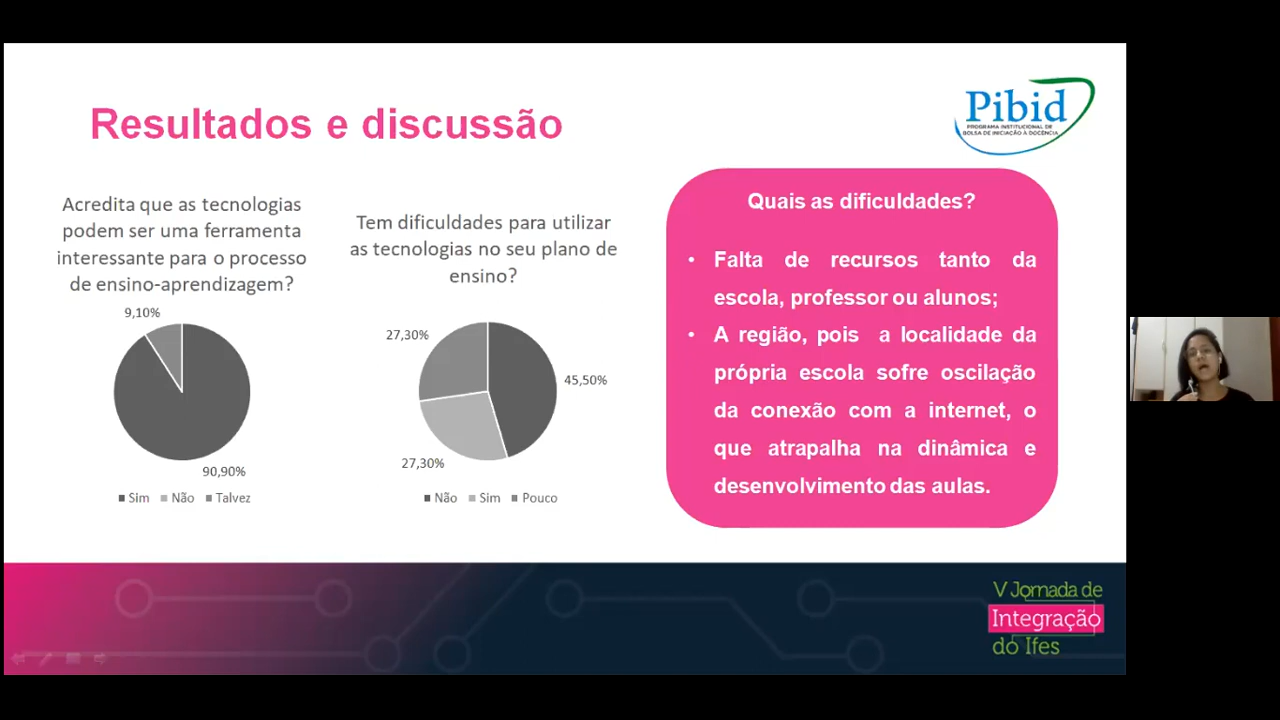 Resultados e discussão
Pibid
PROGRAMA INSTITUCIONAL DE
BOLSA DE INICIAÇÃO À DOCÊNCIA
Acredita que as tecnologias
podem ser uma ferramenta
interessante para o processo
de ensino-aprendizagem?
9,10%
90,90%
Sim Não Talvez
Tem dificuldades para utilizar
as tecnologias no seu plano de
ensino?
27,30%
45,50%
27,30%
Não Sim Pouco
Quais as dificuldades?
• Falta de recursos tanto da
escola, professor ou alunos;
• A região, pois a localidade da
própria escola sofre oscilação
da conexão com a internet, o
que atrapalha na dinâmica e
desenvolvimento das aulas.
V Jornada de
Integração
do Ifes